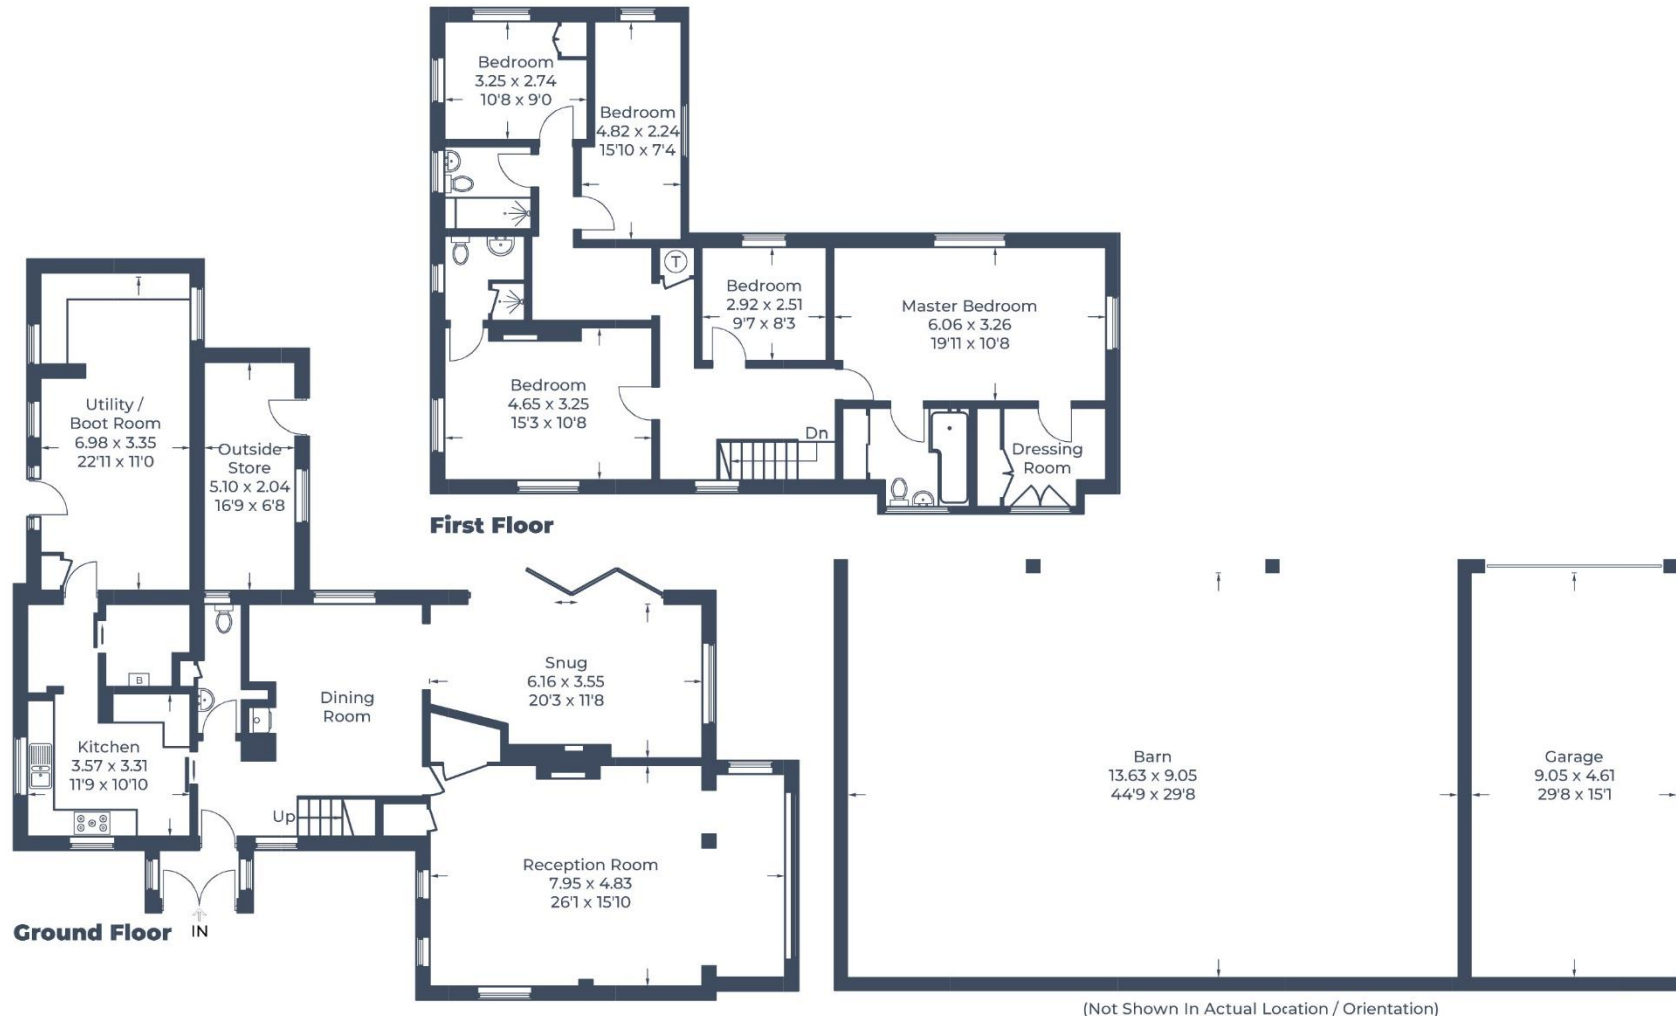 Bedroom
3.25 x 2.74
10'8 x 9'0
Bedroom
4.82 x 2.24
15'10 x 7'4
T
Bedroom
2.92 x 2.51
9'7 x 8'3
Master Bedroom
6.06 x 3.26
19'11 x 10'8
Bedroom
4.65 x 3.25
15'3 x 10'8
Dn
Dressing
Room
First Floor
Utility /
Boot Room
6.98 x 3.35
22'11 x 11'0
Outside
Store
5.10 x 2.04
16'9 x 6'8
B
Kitchen
3.57 x 3.31
11'9 x 10'10
Dining
Room
Up
Snug
6.16 x 3.55
20'3 x 11'8
Reception Room
7.95 x 4.83
26'1 x 15'10
IN
Ground Floor
Barn
13.63 x 9.05
44'9 x 29'8
Garage
9.05 x 4.61
29'8 x 15'1
(Not Shown In Actual Location / Orientation)